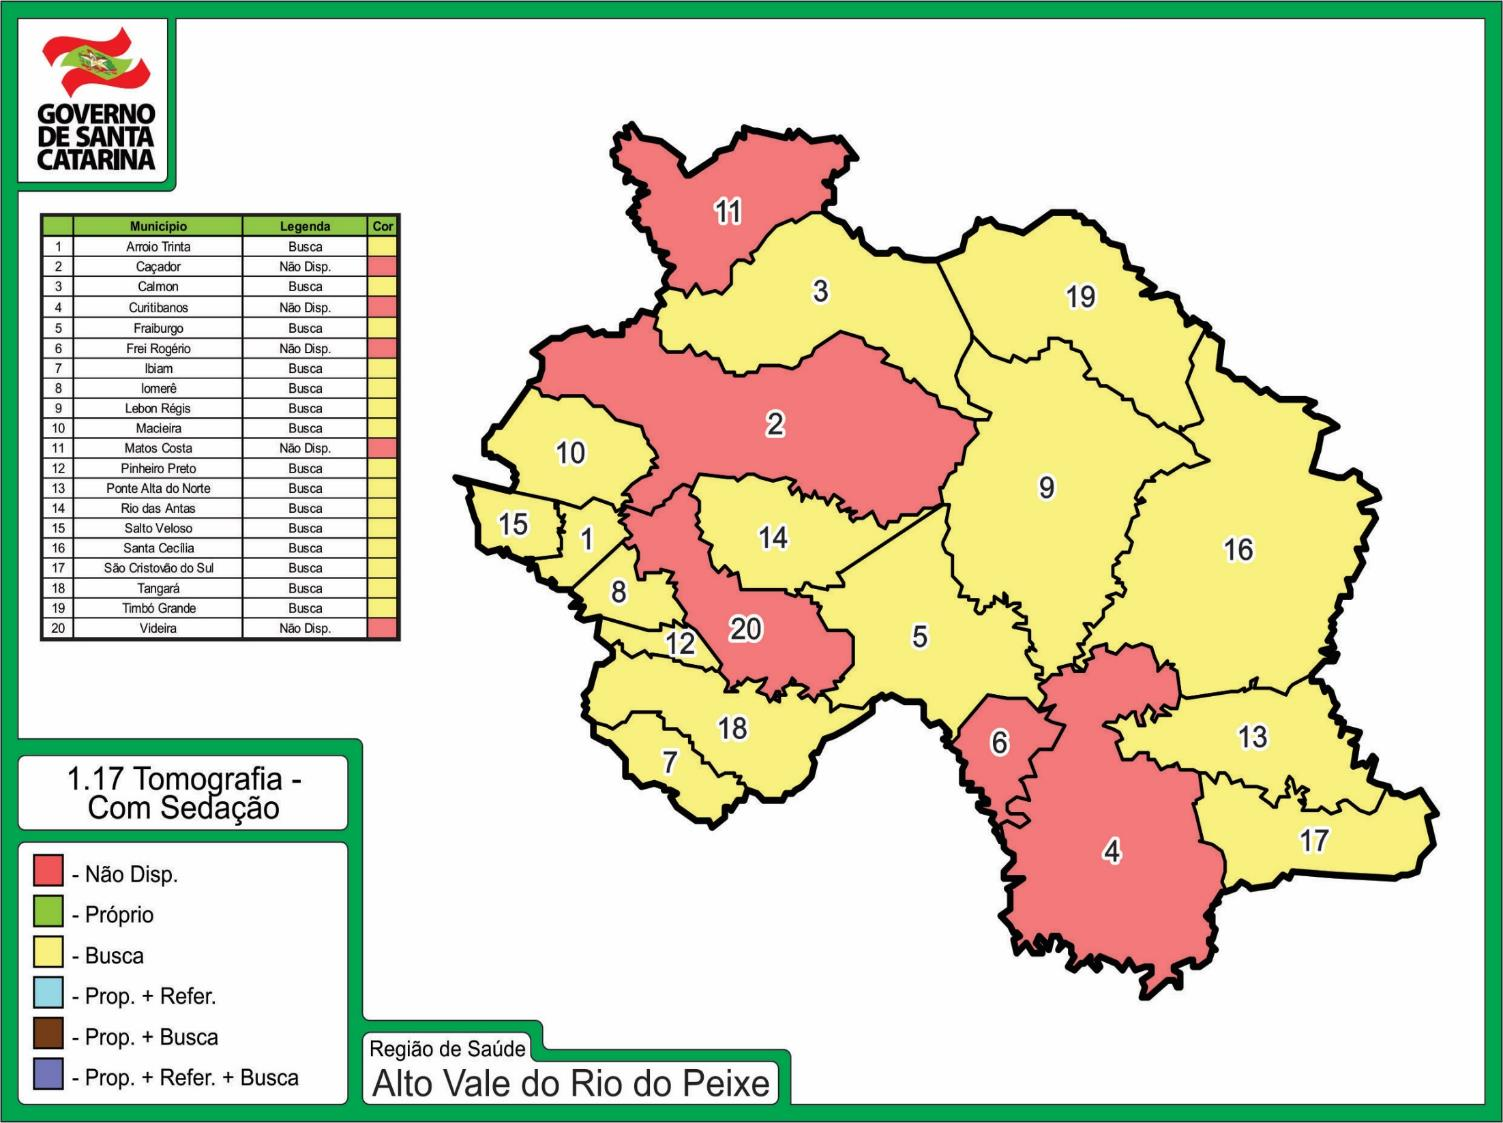 GOVERNO
DE SANTA
CATARINA
Município Legenda Cor
1 Arroio Trinta Busca
2 Caçador Não Disp.
3 Calmon Busca
4 Curitibanos Não Disp.
5 Fraiburgo Busca
6 Frei Rogério Não Disp.
7 Ibiam Busca
8 Iomerê Busca
9 Lebon Régis Busca
10 Macieira Busca
11 Matos Costa Não Disp.
12 Pinheiro Preto Busca
13 Ponte Alta do Norte Busca
14 Rio das Antas Busca
15 Salto Veloso Busca
16 Santa Cecília Busca
17 São Cristovão do Sul Busca
18 Tangará Busca
19 Timbó Grande Busca
20 Videira Não Disp.
11
3
19
2
10
9
15
1
14
16
8
20
12
5
18
6
13
7
4
17
1.17 Tomografia -
Com Sedação
- Não Disp.
- Próprio
- Busca
- Prop. + Refer.
- Prop. + Busca
- Prop. + Refer. + Busca
Região de Saúde
Alto Vale do Rio do Peixe